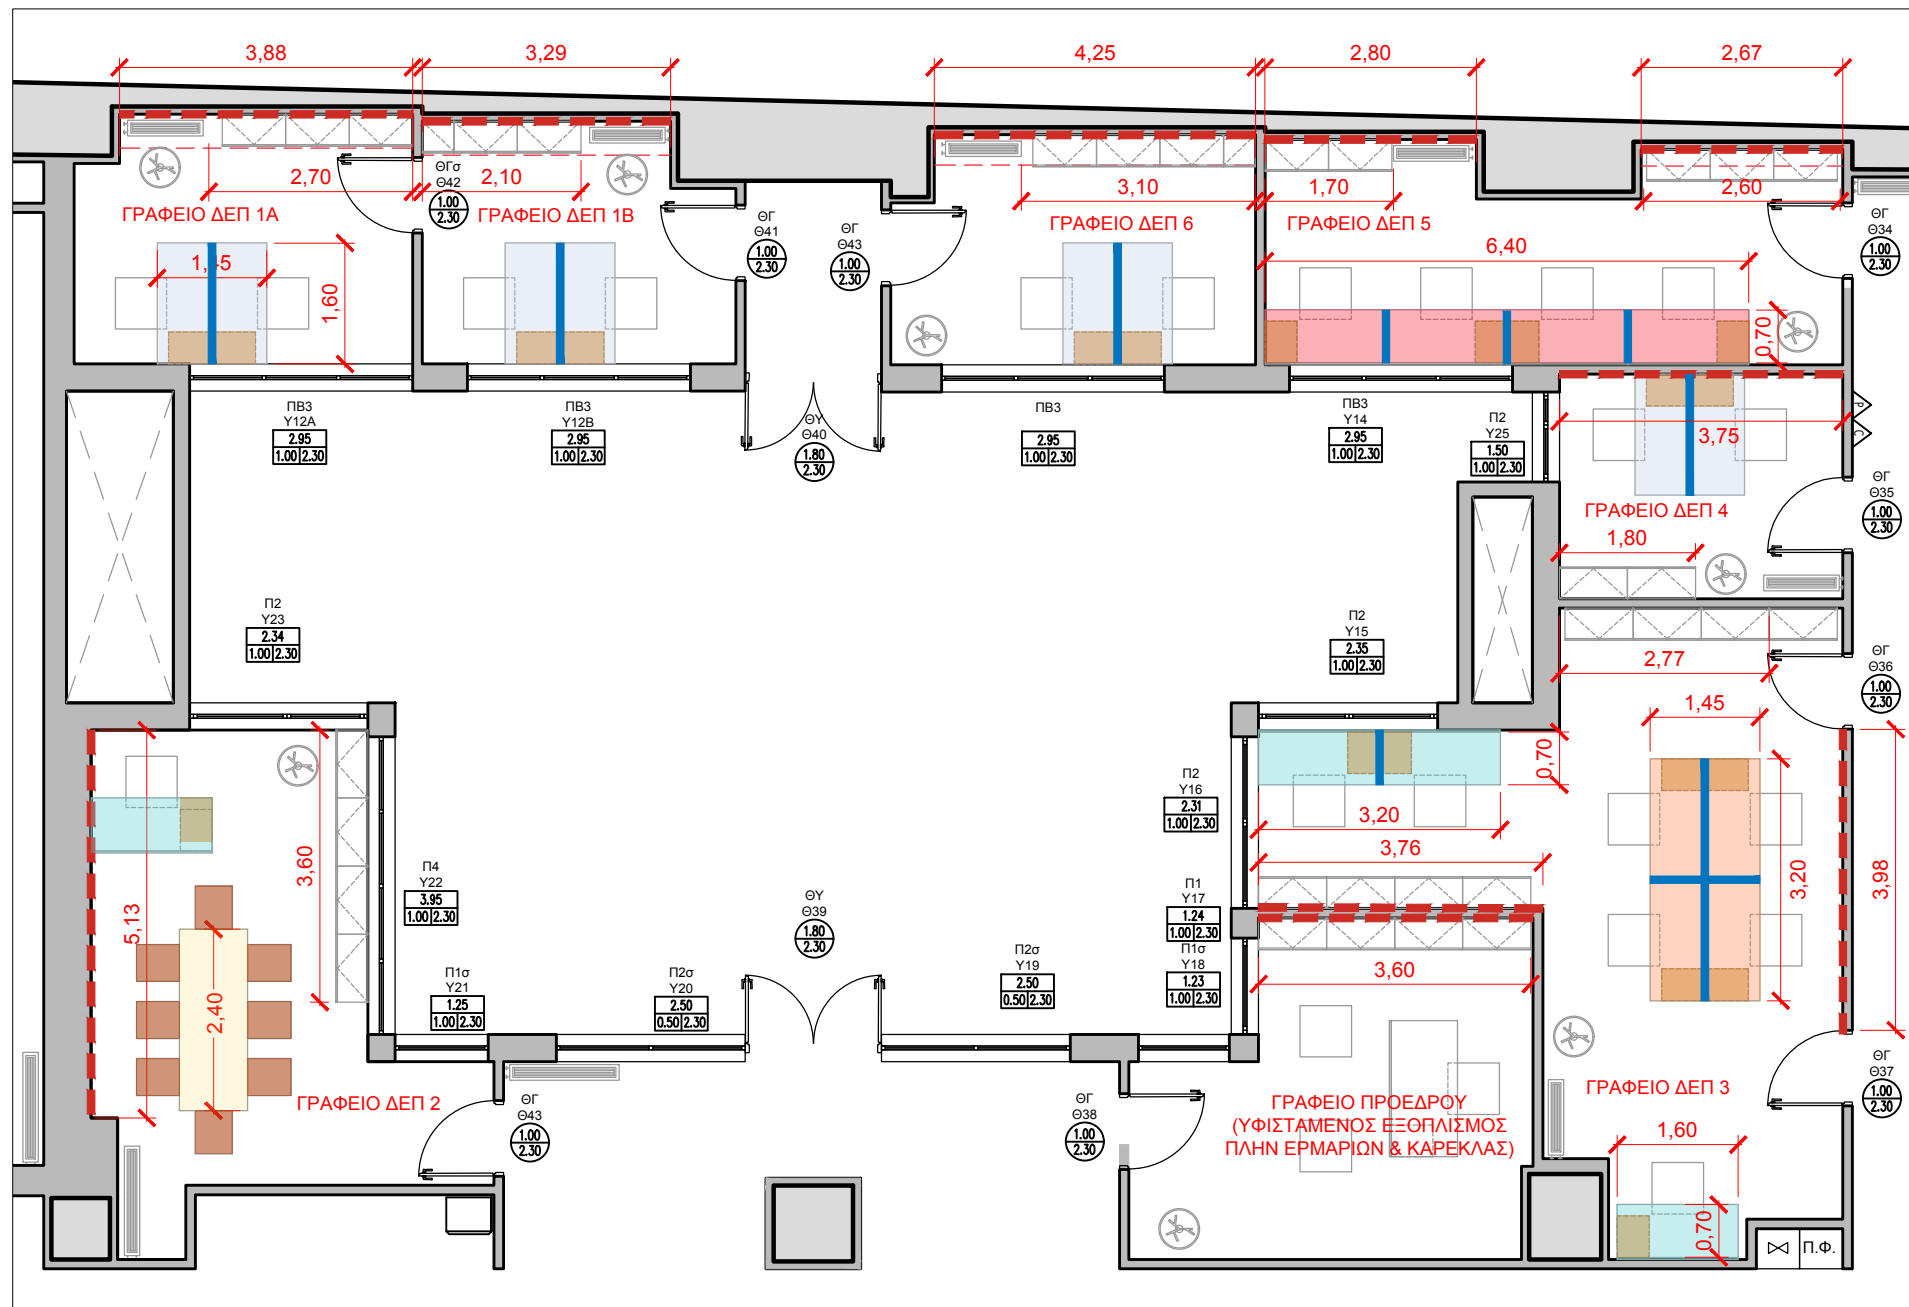 3,88
3,29
4,25
2,80
2,67
2,70
ΘΓσ
Θ42
1.00
2.30
2,10
3,10
1,70
2,60
ΓΡΑΦΕΙΟ ΔΕΠ 1Α
ΓΡΑΦΕΙΟ ΔΕΠ 1Β
ΘΓ
Θ41
1.00
2.30
ΘΓ
Θ43
1.00
2.30
ΓΡΑΦΕΙΟ ΔΕΠ 6
ΓΡΑΦΕΙΟ ΔΕΠ 5
ΘΓ
Θ34
1.00
2.30
6,40
1,45
1,60
0,70
ΠΒ3
Υ12Α
2.95
1.00 2.30
ΠΒ3
Υ12Β
2.95
1.00 2.30
ΘΥ
Θ40
1.80
2.30
ΠΒ3
2.95
1.00 2.30
ΠΒ3
Υ14
2.95
1.00 2.30
Π2
Υ25
1.50
1.00 2.30
3,75
P
C
ΓΡΑΦΕΙΟ ΔΕΠ 4
ΘΓ
Θ35
1.00
2.30
1,80
Π2
Υ23
2.34
1.00 2.30
Π2
Υ15
2.35
1.00 2.30
2,77
ΘΓ
Θ36
1.00
2.30
1,45
0,70
Π2
Υ16
2.31
1.00 2.30
3,20
3,76
3,60
5,13
3,20
3,98
Π4
Υ22
3.95
1.00 2.30
ΘΥ
Θ39
1.80
2.30
Π1
Υ17
1.24
1.00 2.30
Π1σ
Υ18
1.23
1.00 2.30
3,60
2,40
Π1σ
Υ21
1.25
1.00 2.30
Π2σ
Υ20
2.50
0.50 2.30
Π2σ
Υ19
2.50
0.50 2.30
ΓΡΑΦΕΙΟ ΔΕΠ 2
ΘΓ
Θ43
1.00
2.30
ΘΓ
Θ38
1.00
2.30
ΓΡΑΦΕΙΟ ΠΡΟΕΔΡΟΥ
(ΥΦΙΣΤΑΜΕΝΟΣ ΕΞΟΠΛΙΣΜΟΣ
ΠΛΗΝ ΕΡΜΑΡΙΩΝ & ΚΑΡΕΚΛΑΣ)
ΓΡΑΦΕΙΟ ΔΕΠ 3
ΘΓ
Θ37
1.00
2.30
1,60
0,70
Π.Φ.